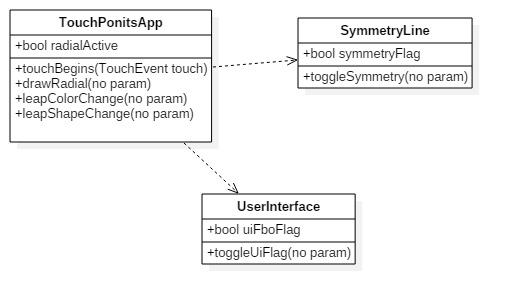 TouchPonitsApp
+bool radialActive
+touchBegins(TouchEvent touch)
+drawRadial(no param)
+leapColorChange(no param)
+leapShapeChange(no param)
SymmetryLine
+bool symmetryFlag
+toggleSymmetry(no param)
UserInterface
+bool uiFboFlag
+toggleUiFlag(no param)